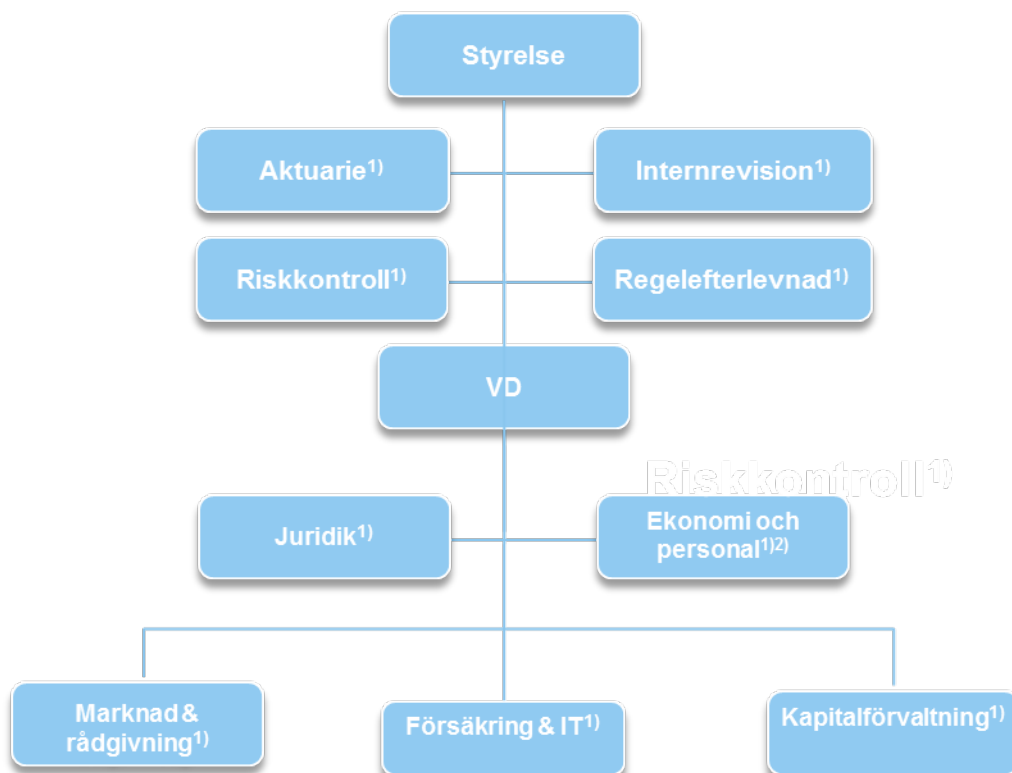 Styrelse
Aktuarie¹⁾
Internrevision¹⁾
Riskkontroll¹⁾
Regelefterlevnad¹⁾
VD
Riskkontroll¹⁾
Juridik¹⁾
Ekonomi och
personal¹⁾²⁾
Marknad &
rådgivning¹⁾
Försäkring & IT¹⁾
Kapitalförvaltning¹⁾